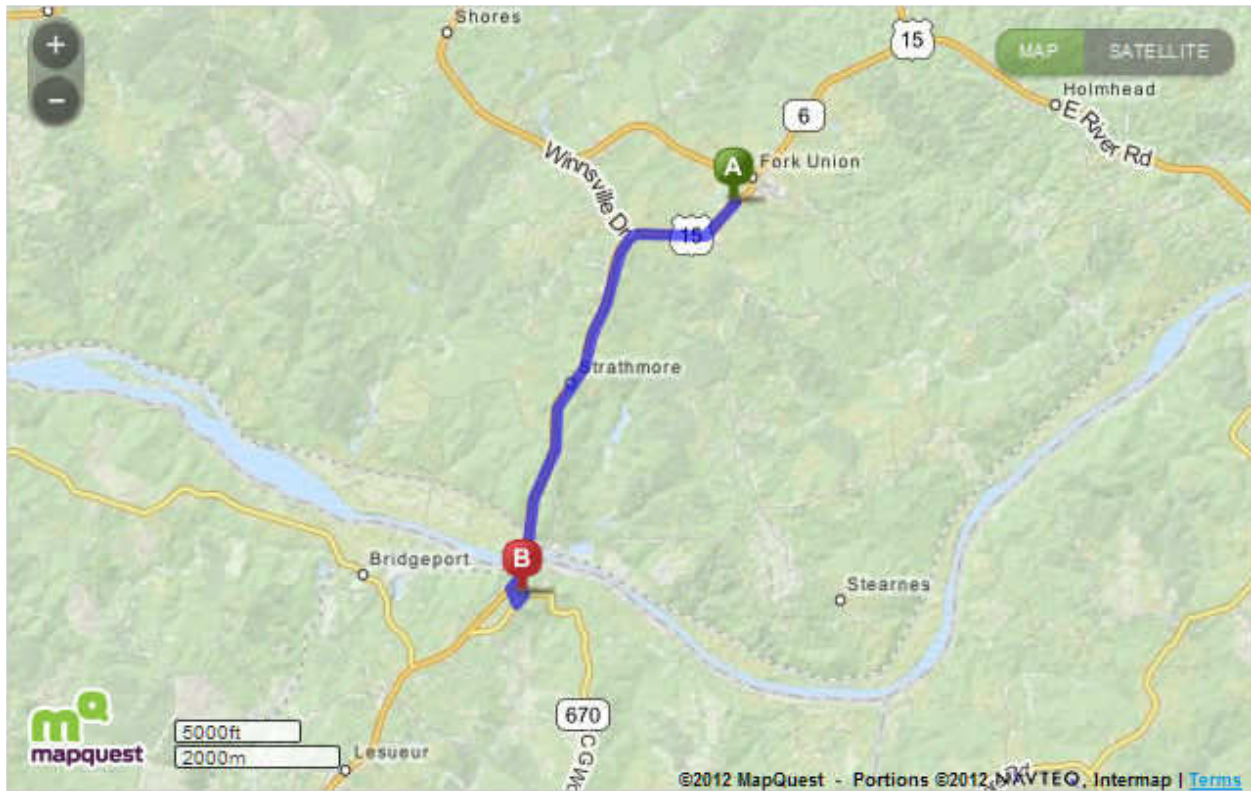 Shores
15
MAP
SATELLITE
Holmhead
E River Rd
6
Winnsville Dr
A
Fork Union
15
Strathmore
B
Bridgeport
Stearnes
670
mapquest
5000ft
2000m
Lesueur
©2012 MapQuest - Portions ©2012 NAVTEQ, Intermap | Terms